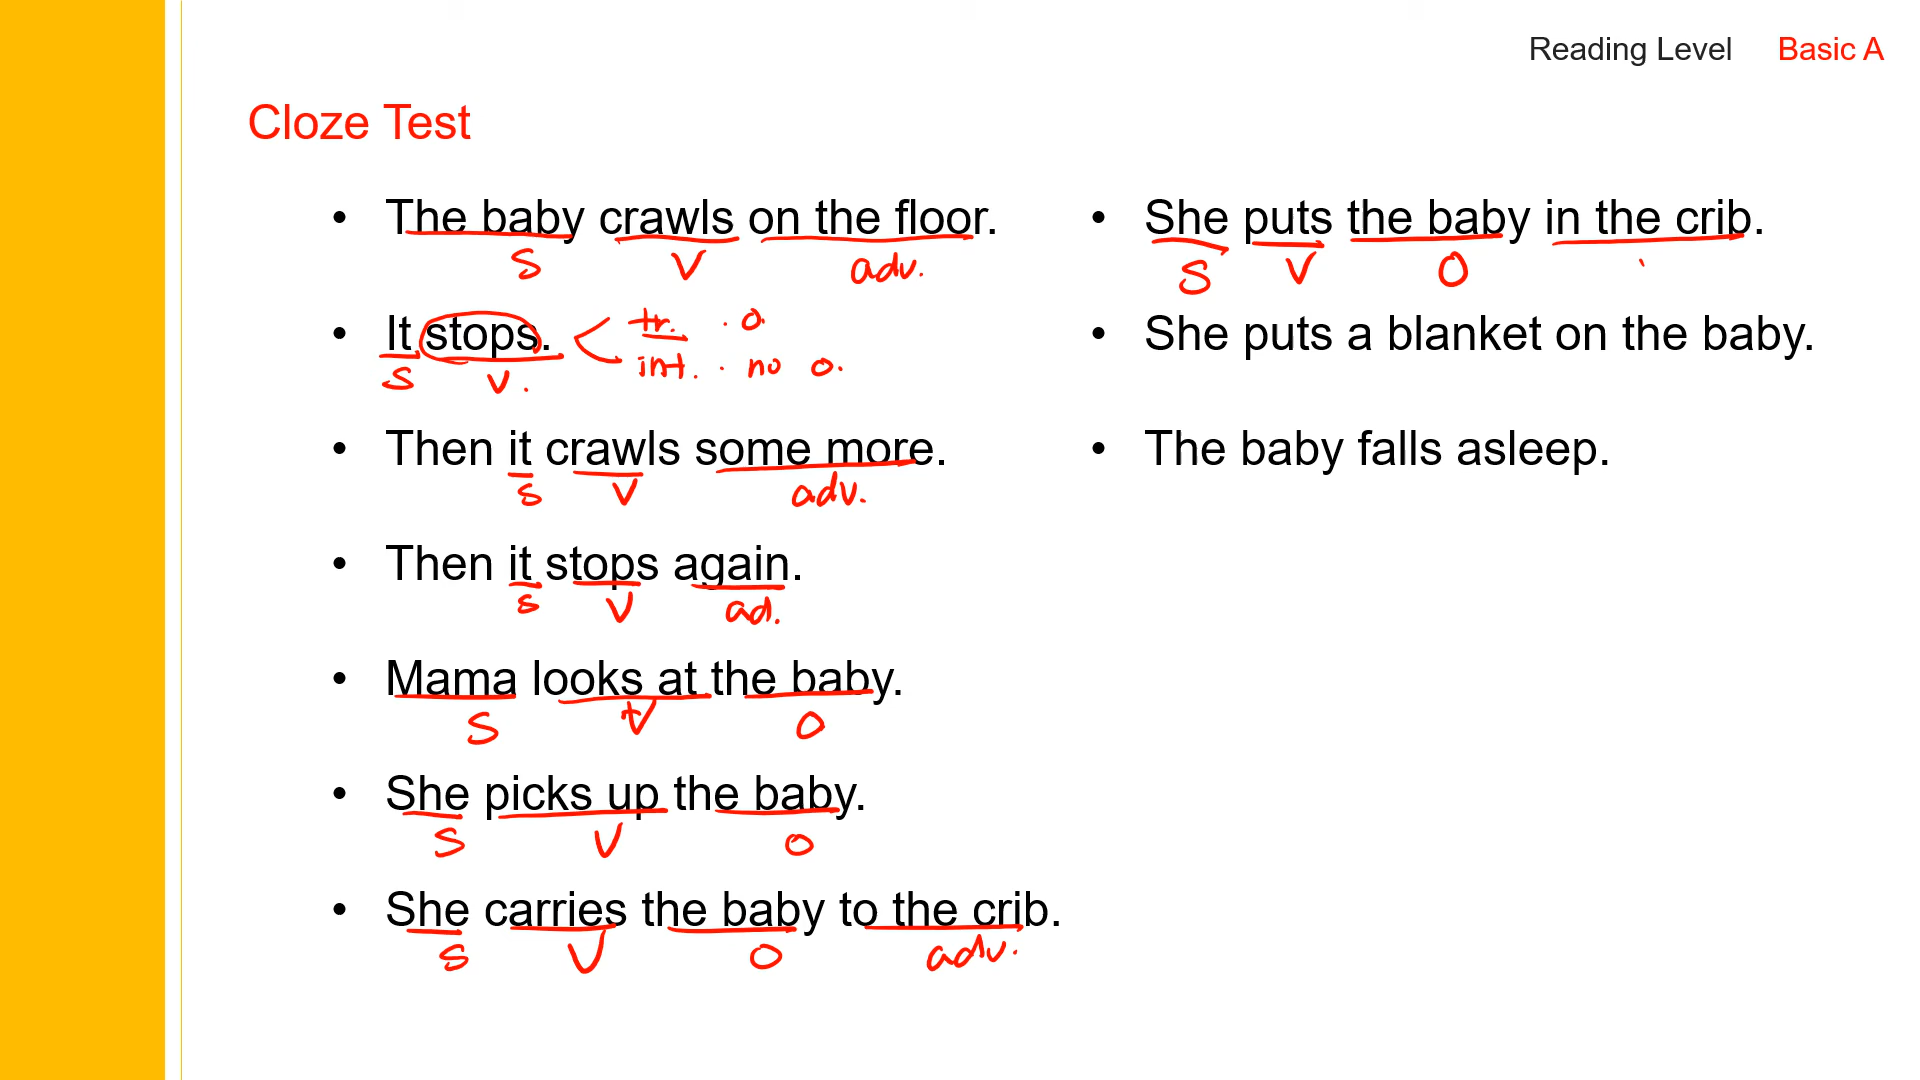 Reading Level Basic A
Cloze Test
• The baby crawls on the floor.
S V adv.
• It stops.
tr. . O.
int. . no O.
S V.
• Then it crawls some more.
S V adv.
• Then it stops again.
S V ad.
• Mama looks at the baby.
S tV O
• She picks up the baby.
S V O
• She carries the baby to the crib.
S V O adv.
• She puts the baby in the crib.
S V O
• She puts a blanket on the baby.
• The baby falls asleep.